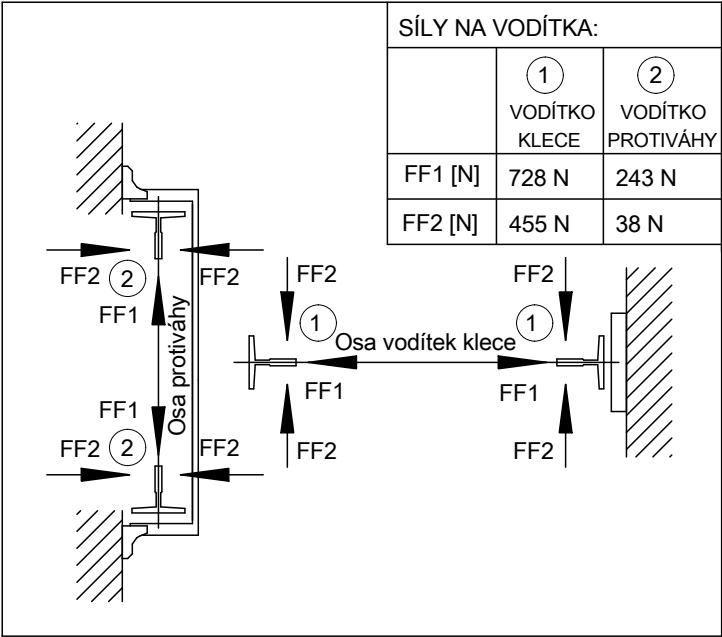 SÍLY NA VODÍTKA:
1 2
VODÍTKO VODÍTKO
KLECE PROTIVÁHY
FF1 [N] 728 N 243 N
FF2 [N] 455 N 38 N
FF2 2 FF2
FF1
Osa protiváhy
FF1
FF2 2 FF2
FF2 FF2
1 Osa vodítek klece 1
FF1 FF1
FF2 FF2